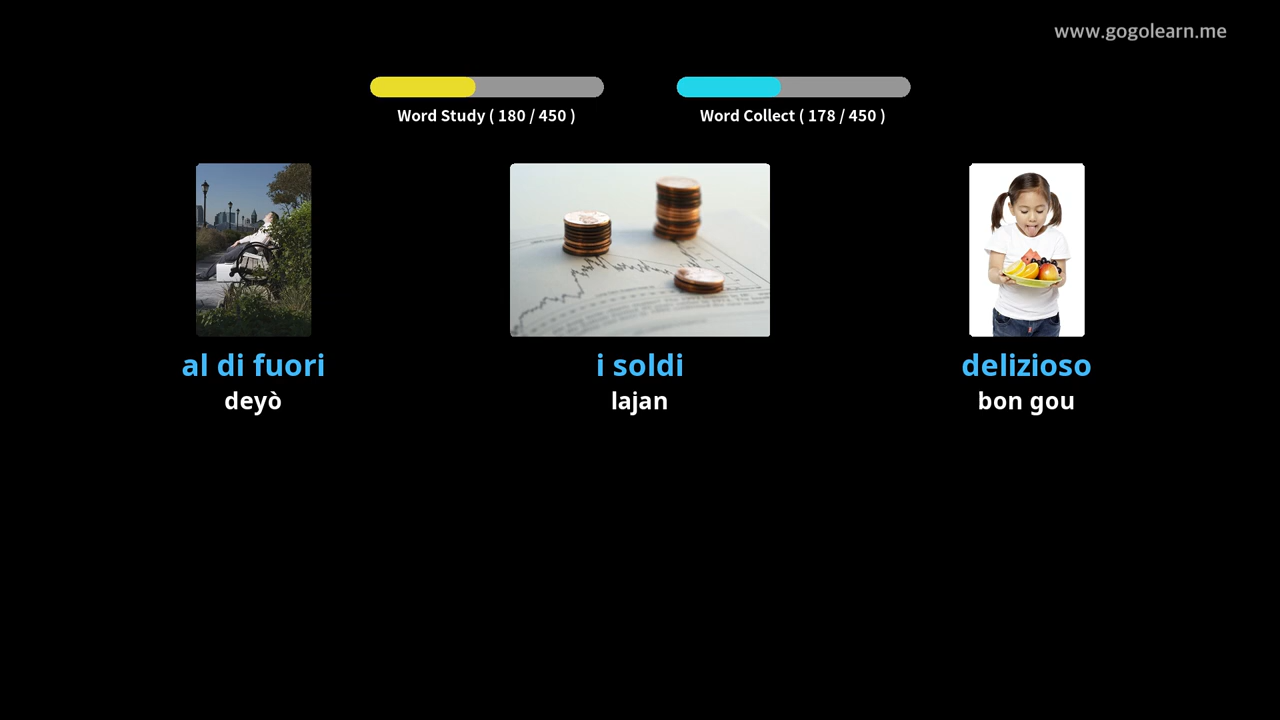 www.gogolearn.me
Word Study ( 180 / 450 )
Word Collect ( 178 / 450 )
al di fuori
deyò
i soldi
lajan
delizioso
bon gou